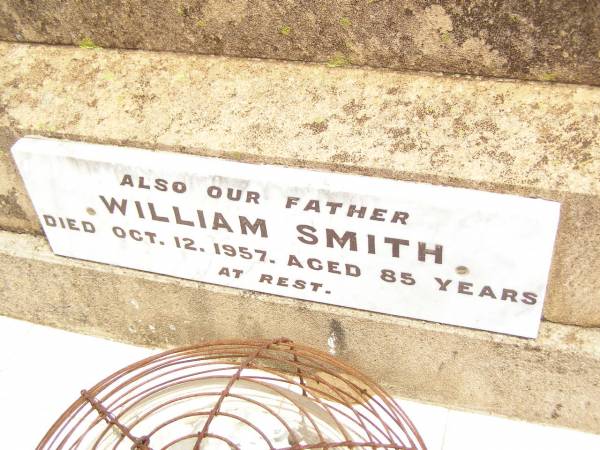 ALSO OUR FATHER
WILLIAM SMITH
DIED OCT. 12. 1957. AGED 85 YEARS
AT REST.